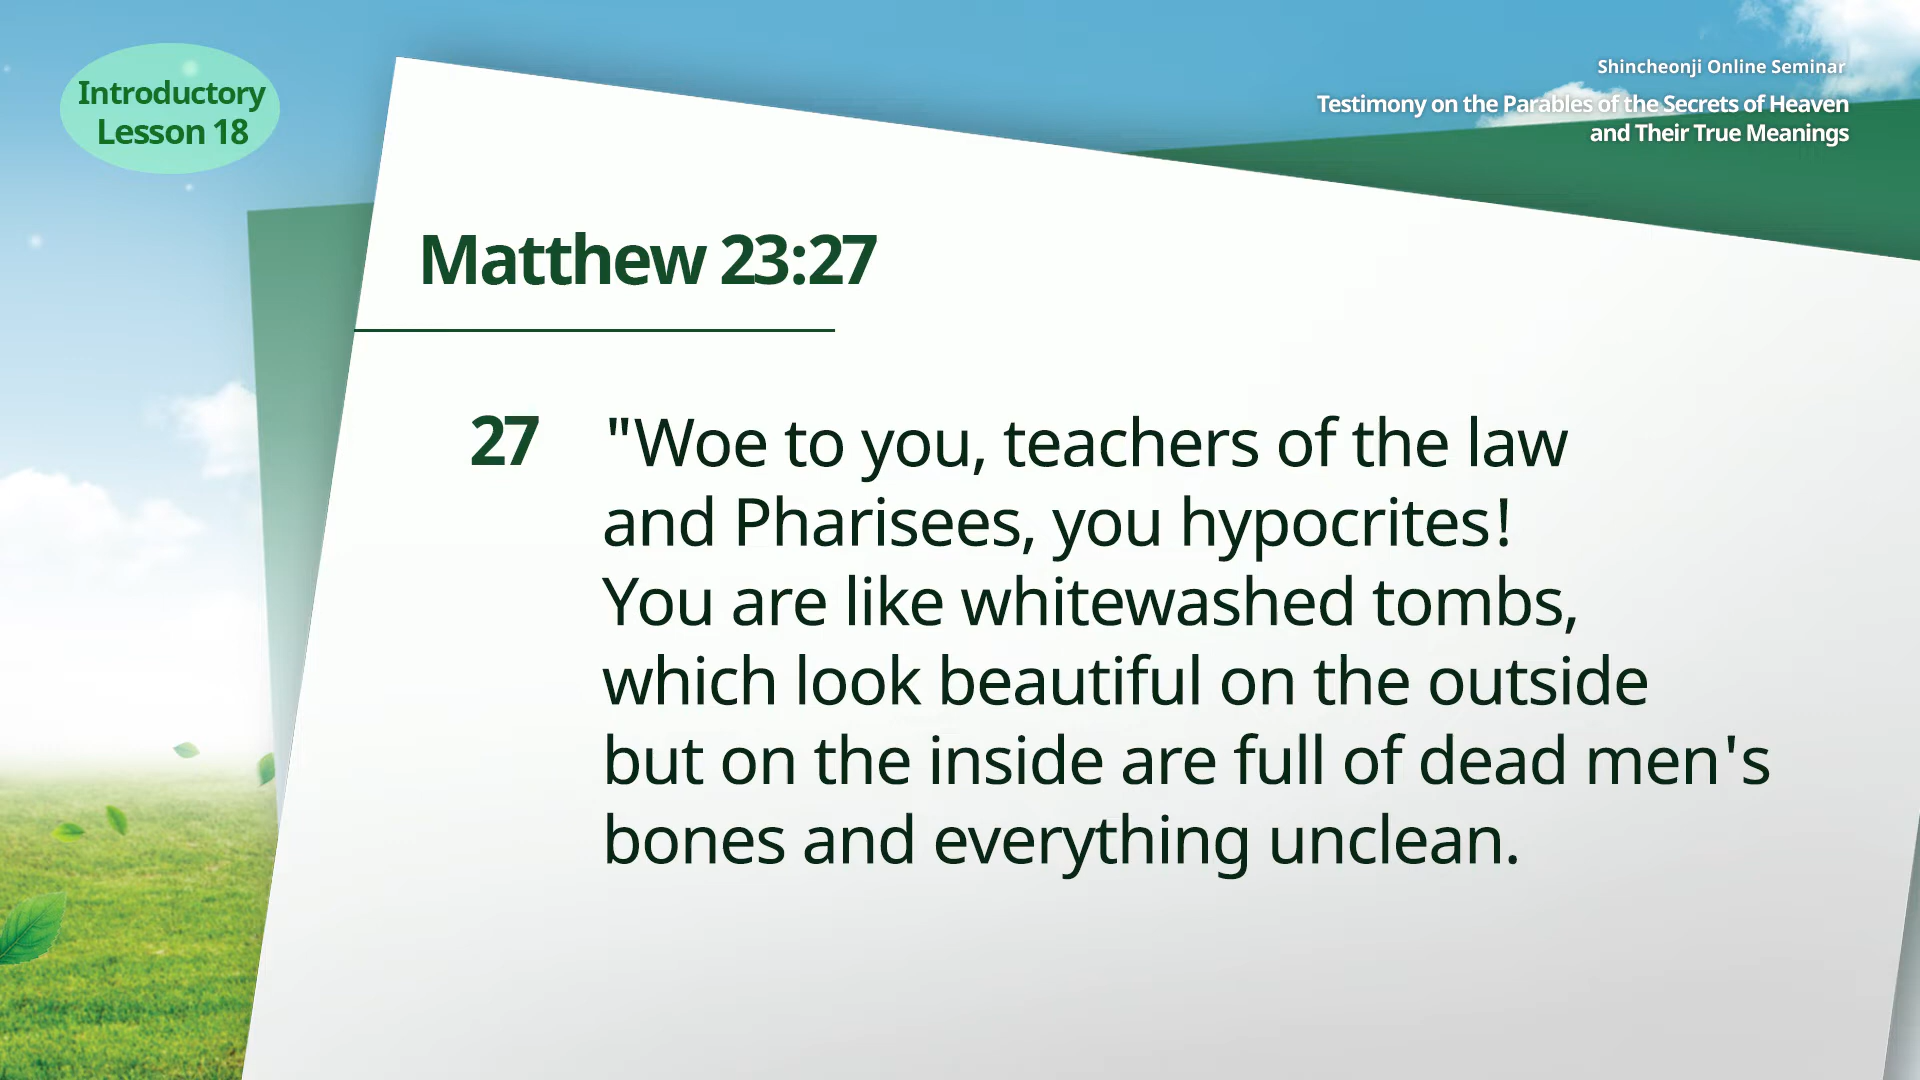 Introductory
Lesson 18
Shincheonji Online Seminar
Testimony on the Parables of the Secrets of Heaven
and Their True Meanings
Matthew 23:27
27 "Woe to you, teachers of the law
and Pharisees, you hypocrites!
You are like whitewashed tombs,
which look beautiful on the outside
but on the inside are full of dead men's
bones and everything unclean.